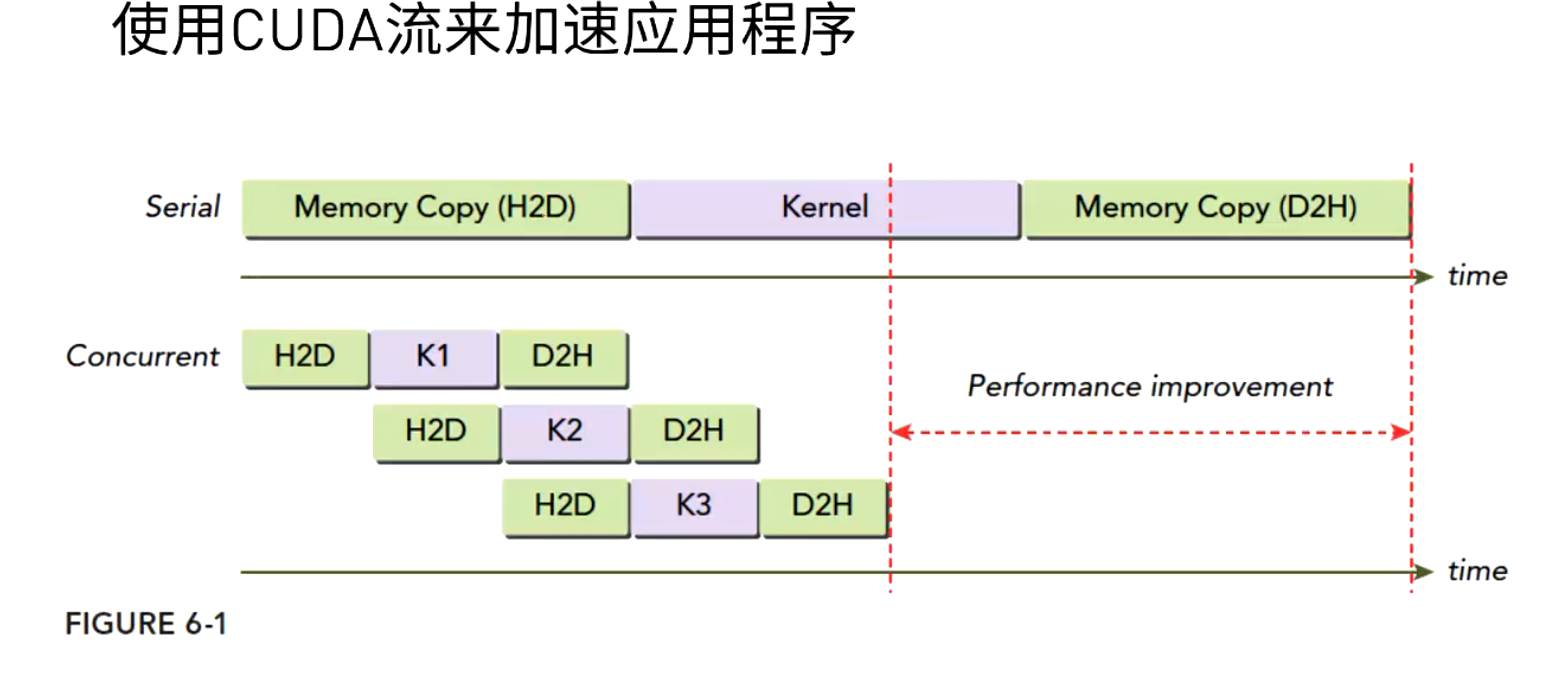 使用CUDA流来加速应用程序
Serial Memory Copy (H2D) Kernel Memory Copy (D2H)
time
Concurrent H2D K1 D2H
Performance improvement
H2D K2 D2H
H2D K3 D2H
time
FIGURE 6-1